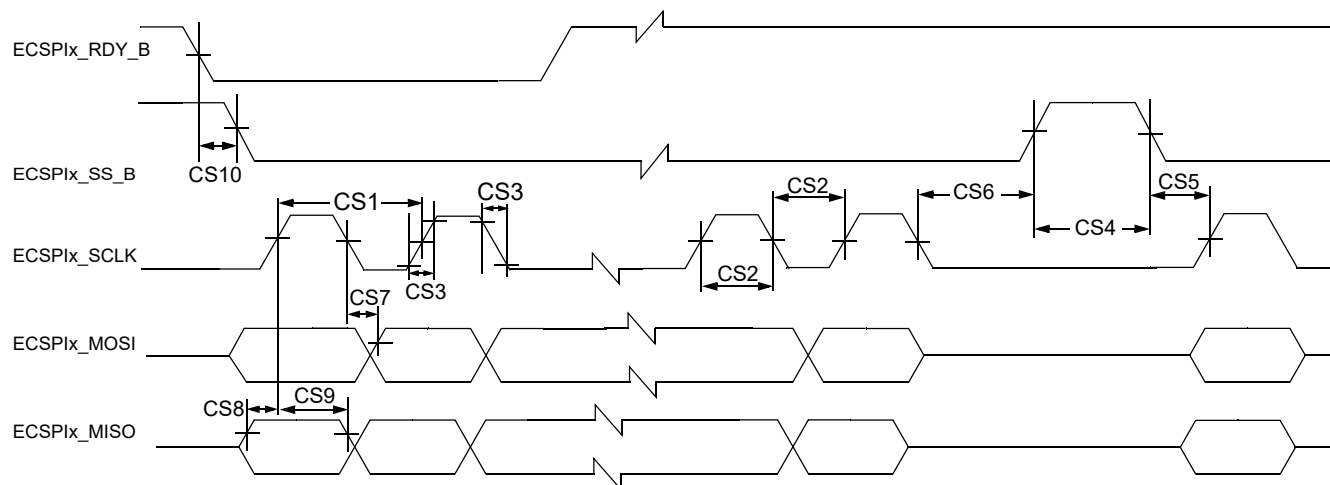 ECSPIx_RDY_B
CS10
ECSPIx_SS_B
CS1
CS3
CS2
CS6
CS5
CS4
ECSPIx_SCLK
CS3
CS2
CS7
ECSPIx_MOSI
CS8
CS9
ECSPIx_MISO